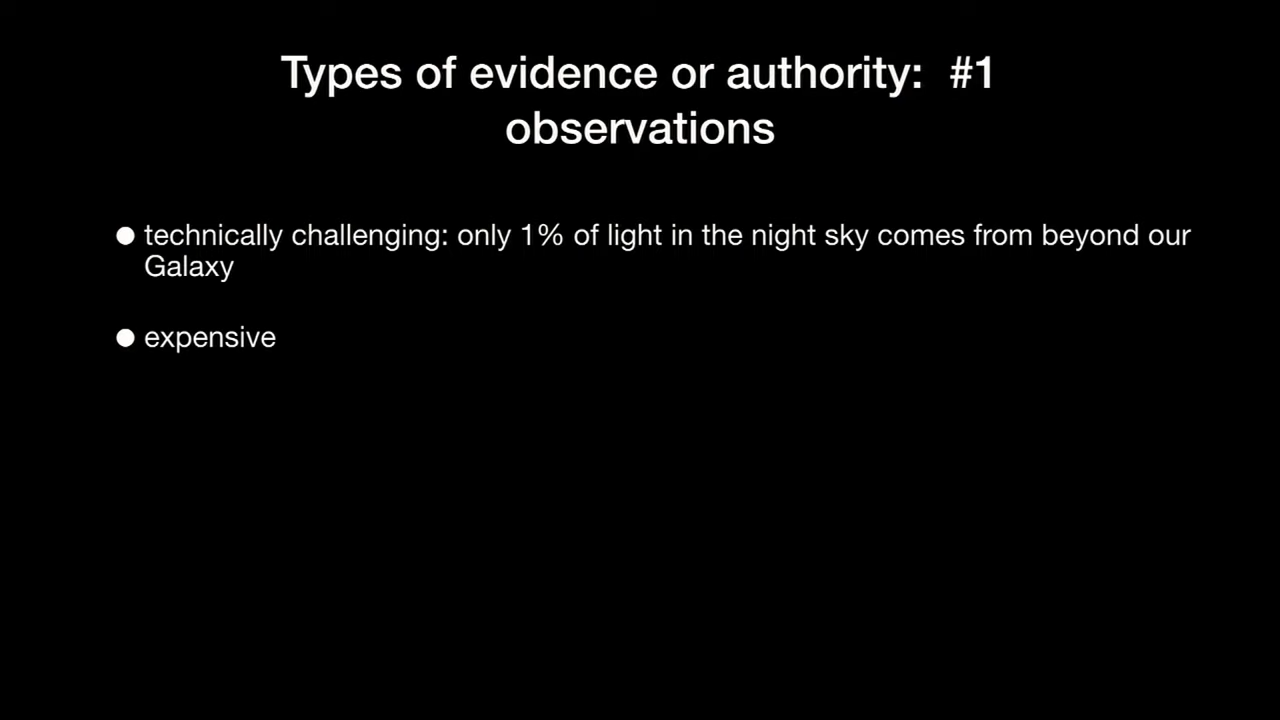 Types of evidence or authority:  #1
observations
● technically challenging: only 1% of light in the night sky comes from beyond our
Galaxy
● expensive